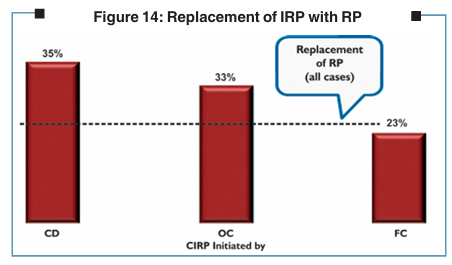 Figure 14: Replacement of IRP with RP
35%
33%
Replacement
of RP
(all cases)
23%
CD
OC
FC
CIRP Initiated by